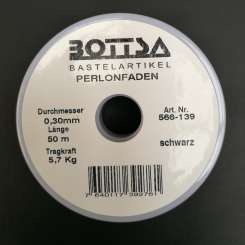 BOTTSA
BASTELARTIKEL
PERLONFADEN
Durchmesser
0,30mm
Länge
50 m
Tragkraft
5,7 Kg
Art. Nr.
566-139
schwarz